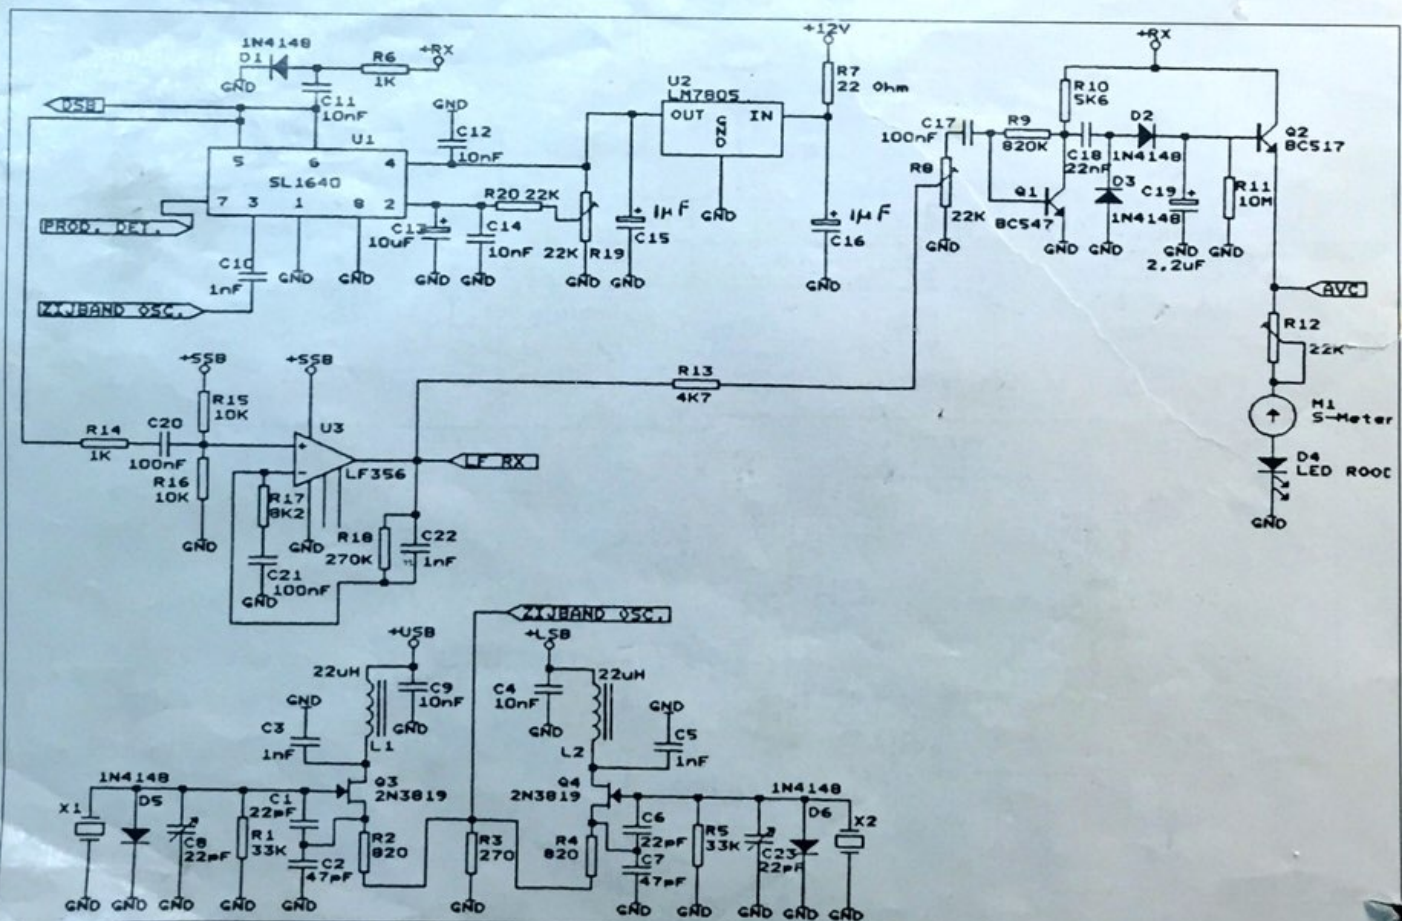 1N4148
D1
R6
1K
+RX
GND
DSB
C11
10nF
GND
C12
10nF
U1
5
6
4
SL1640
7
3
1
8
2
PROD. DET.
C10
1nF
GND
GND
ZIJBAND OSC.
R20 22K
10uF
GND
C14
10nF
GND
22K R19
GND
1µF
C15
GND
U2
LM7805
OUT
GND
IN
GND
+12V
R7
22 Ohm
1µF
C16
GND
C17
100nF
R8
22K
GND
R9
820K
+RX
R10
5K6
Q1
BC547
GND
C18
22nF
D2
1N4148
D3
1N4148
GND
C19
GND
2,2uF
R11
10M
GND
Q2
BC517
AVC
R12
22K
M1
S-Meter
D4
LED ROOD
GND
+SSB
+SSB
R15
10K
R14
1K
C20
100nF
R16
10K
GND
U3
+
-
LF356
LF RX
R13
4K7
R17
8K2
C21
100nF
GND
GND
R18
270K
C22
1nF
ZIJBAND OSC.
+USB
22uH
C9
10nF
GND
L1
GND
C3
1nF
+LSB
C4
10nF
GND
22uH
L2
GND
C5
1nF
1N4148
X1
D5
C8
22pF
R1
33K
C1
22pF
C2
47pF
Q3
2N3819
R2
820
R3
270
Q4
2N3819
R4
820
C6
22pF
C7
47pF
R5
33K
C23
22pF
1N4148
D6
X2
GND
GND
GND
GND
GND
GND
GND
GND
GND
GND
GND